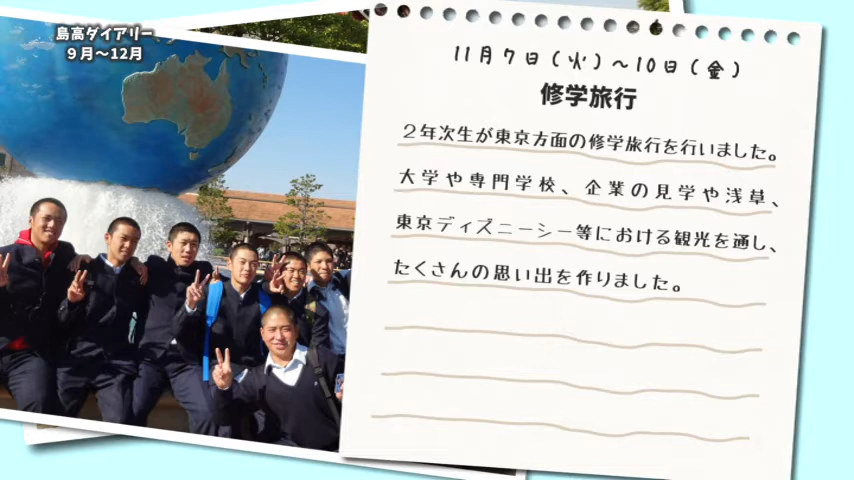 島高ダイアリー
9月〜12月
11月7日(火)〜10日(金)
修学旅行
2年次生が東京方面の修学旅行を行いました。
大学や専門学校、企業の見学や浅草、
東京ディズニーシー等における観光を通し、
たくさんの思い出を作りました。